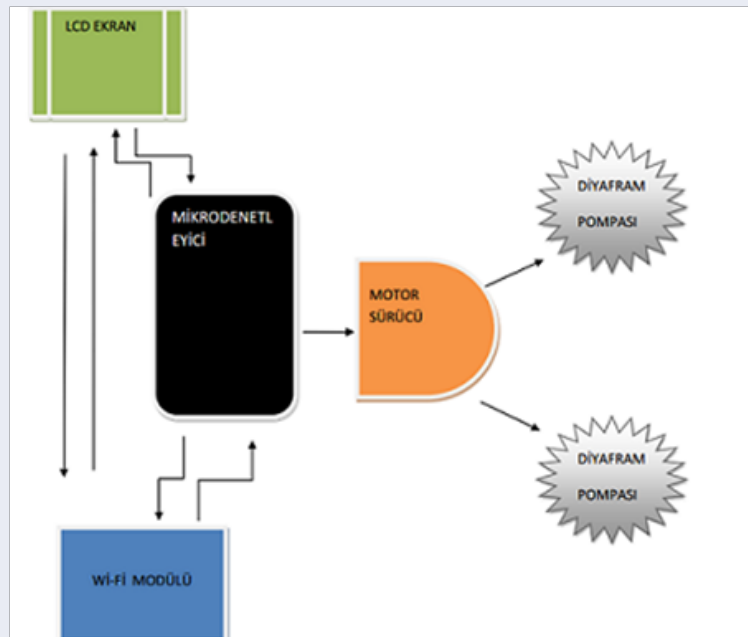 LCD EKRAN
DİYAFRAM
POMPASI
MİKRODENETL
EYİCİ
MOTOR
SÜRÜCÜ
DİYAFRAM
POMPASI
Wİ-Fİ MODÜLÜ